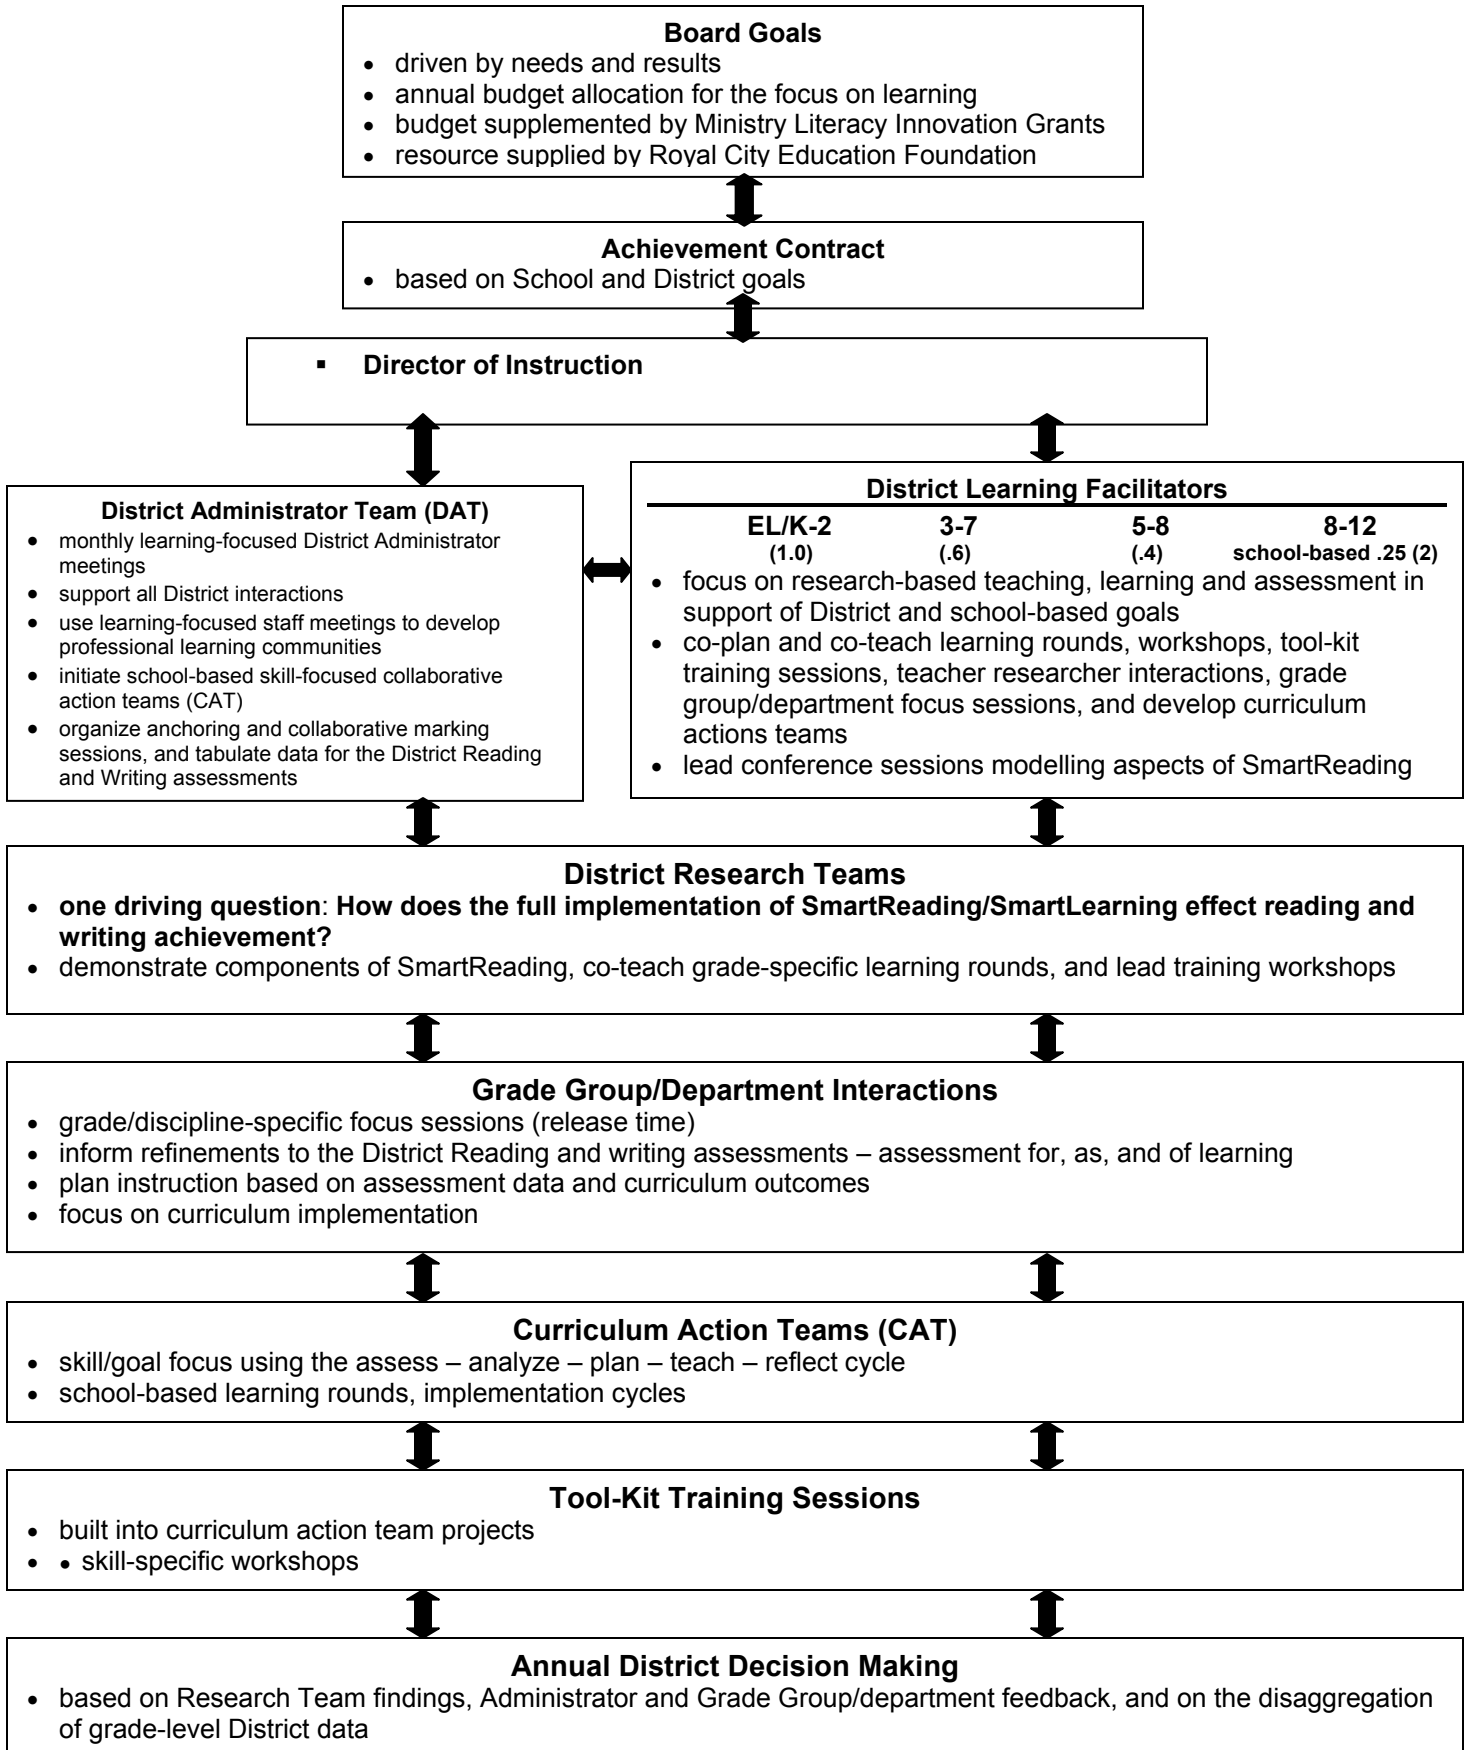 Board Goals
• driven by needs and results
• annual budget allocation for the focus on learning
• budget supplemented by Ministry Literacy Innovation Grants
• resource supplied by Royal City Education Foundation
Achievement Contract
• based on School and District goals
▪ Director of Instruction
District Administrator Team (DAT)
• monthly learning-focused District Administrator
meetings
• support all District interactions
• use learning-focused staff meetings to develop
professional learning communities
• initiate school-based skill-focused collaborative
action teams (CAT)
• organize anchoring and collaborative marking
sessions, and tabulate data for the District Reading
and Writing assessments
District Learning Facilitators
EL/K-2 3-7 5-8 8-12
(1.0) (.6) (.4) school-based .25 (2)
• focus on research-based teaching, learning and assessment in
support of District and school-based goals
• co-plan and co-teach learning rounds, workshops, tool-kit
training sessions, teacher researcher interactions, grade
group/department focus sessions, and develop curriculum
actions teams
• lead conference sessions modelling aspects of SmartReading
District Research Teams
• one driving question: How does the full implementation of SmartReading/SmartLearning effect reading and
writing achievement?
• demonstrate components of SmartReading, co-teach grade-specific learning rounds, and lead training workshops
Grade Group/Department Interactions
• grade/discipline-specific focus sessions (release time)
• inform refinements to the District Reading and writing assessments – assessment for, as, and of learning
• plan instruction based on assessment data and curriculum outcomes
• focus on curriculum implementation
Curriculum Action Teams (CAT)
• skill/goal focus using the assess – analyze – plan – teach – reflect cycle
• school-based learning rounds, implementation cycles
Tool-Kit Training Sessions
• built into curriculum action team projects
• • skill-specific workshops
Annual District Decision Making
• based on Research Team findings, Administrator and Grade Group/department feedback, and on the disaggregation
of grade-level District data